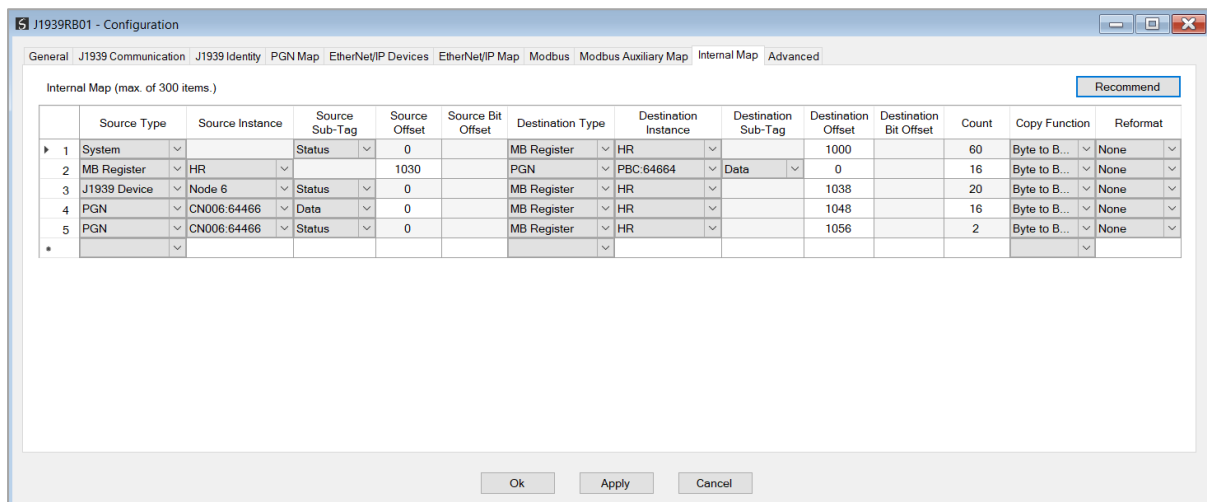 J1939RB01 - Configuration
General J1939 Communication J1939 Identity PGN Map EtherNet/IP Devices EtherNet/IP Map Modbus Modbus Auxiliary Map Internal Map Advanced
Internal Map (max. of 300 items.) Recommend
Source Type Source Instance Source Sub-Tag Source Offset Source Bit Offset Destination Type Destination Instance Destination Sub-Tag Destination Offset Destination Bit Offset Count Copy Function Reformat
1 System Status 0 MB Register HR 1000 60 Byte to B... None
2 MB Register HR 1030 PGN PBC:64664 Data 0 16 Byte to B... None
3 J1939 Device Node 6 Status 0 MB Register HR 1038 20 Byte to B... None
4 PGN CN006:64466 Data 0 MB Register HR 1048 16 Byte to B... None
5 PGN CN006:64466 Status 0 MB Register HR 1056 2 Byte to B... None
Ok Apply Cancel